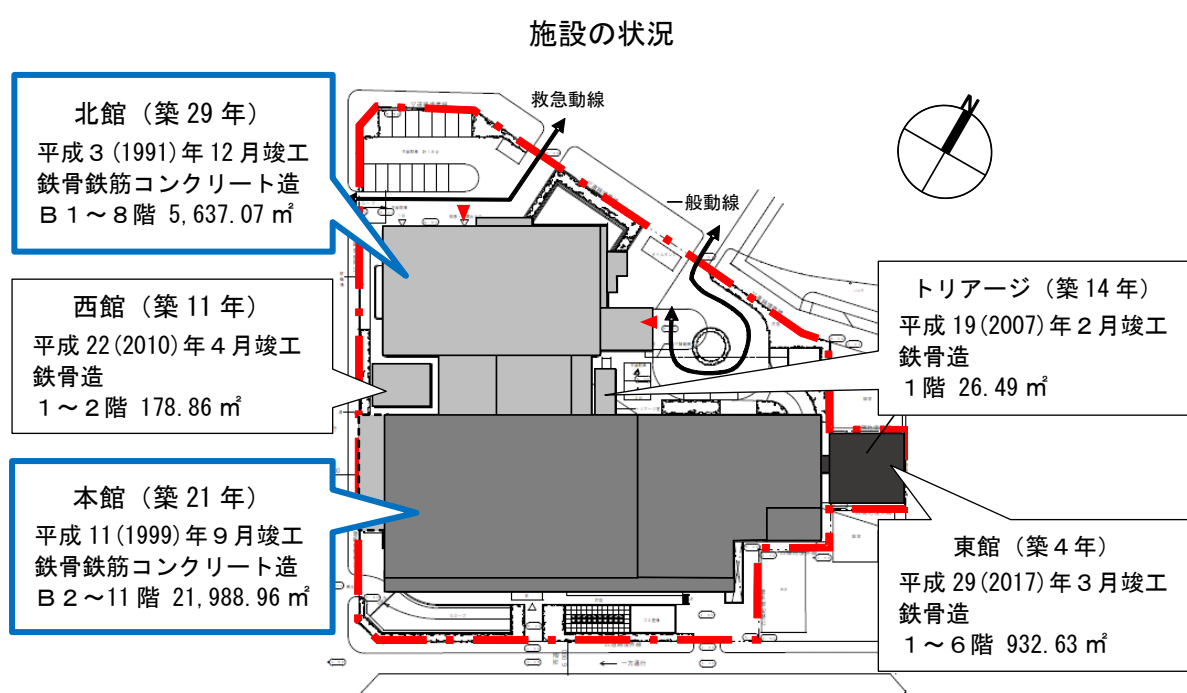 施設の状況
北館（築 29 年）
平成３(1991)年 12 月竣工
鉄骨鉄筋コンクリート造
Ｂ１～８階 5,637.07 ㎡
救急動線
一般動線
N
西館（築 11 年）
平成 22(2010)年４月竣工
鉄骨造
１～２階 178.86 ㎡
トリアージ（築 14 年）
平成 19(2007)年２月竣工
鉄骨造
１階 26.49 ㎡
本館（築 21 年）
平成 11(1999)年９月竣工
鉄骨鉄筋コンクリート造
Ｂ２～11 階 21,988.96 ㎡
東館（築４年）
平成 29(2017)年３月竣工
鉄骨造
１～６階 932.63 ㎡
一方通行